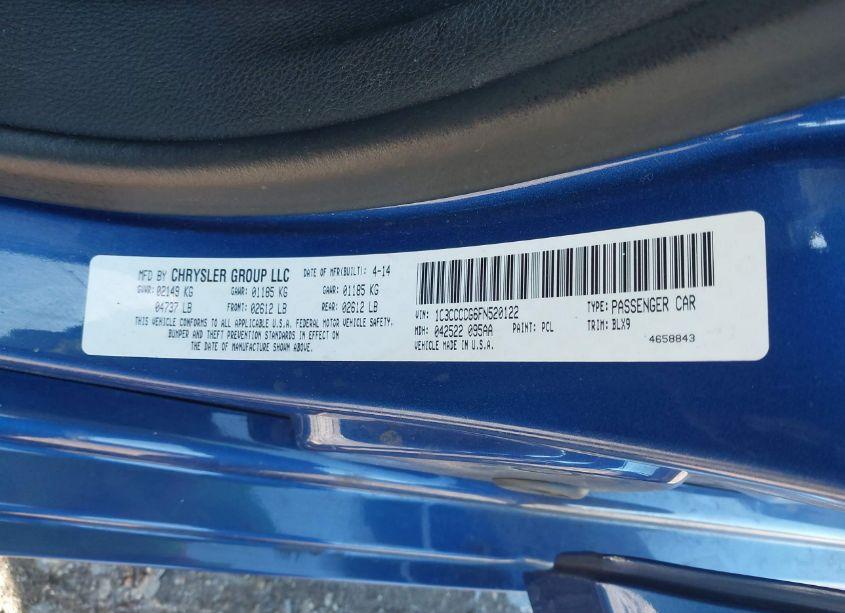 MFD BY CHRYSLER GROUP LLC DATE OF MFR(BUILT): 4-14
GVWR: 02149 KG GAWR: 01185 KG GAWR: 01185 KG
04737 LB FRONT: 02612 LB REAR: 02612 LB
THIS VEHICLE CONFORMS TO ALL APPLICABLE U.S.A. FEDERAL MOTOR VEHICLE SAFETY,
BUMPER AND THEFT PREVENTION STANDARDS IN EFFECT ON
THE DATE OF MANUFACTURE SHOWN ABOVE.
VIN: 1C3CCCCG6FN520122 TYPE: PASSENGER CAR
MDH: 042522 095AA PAINT: PCL TRIM: BLX9
VEHICLE MADE IN U.S.A. 4658843